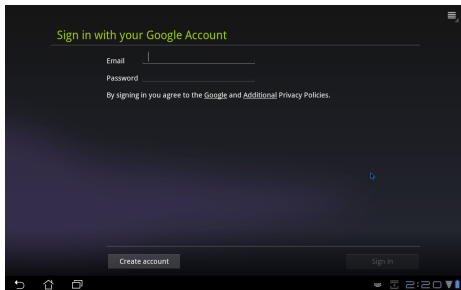 Sign in with your Google Account
Email
Password
By signing in you agree to the Google and Additional Privacy Policies.
Create account
Sign in
2:20